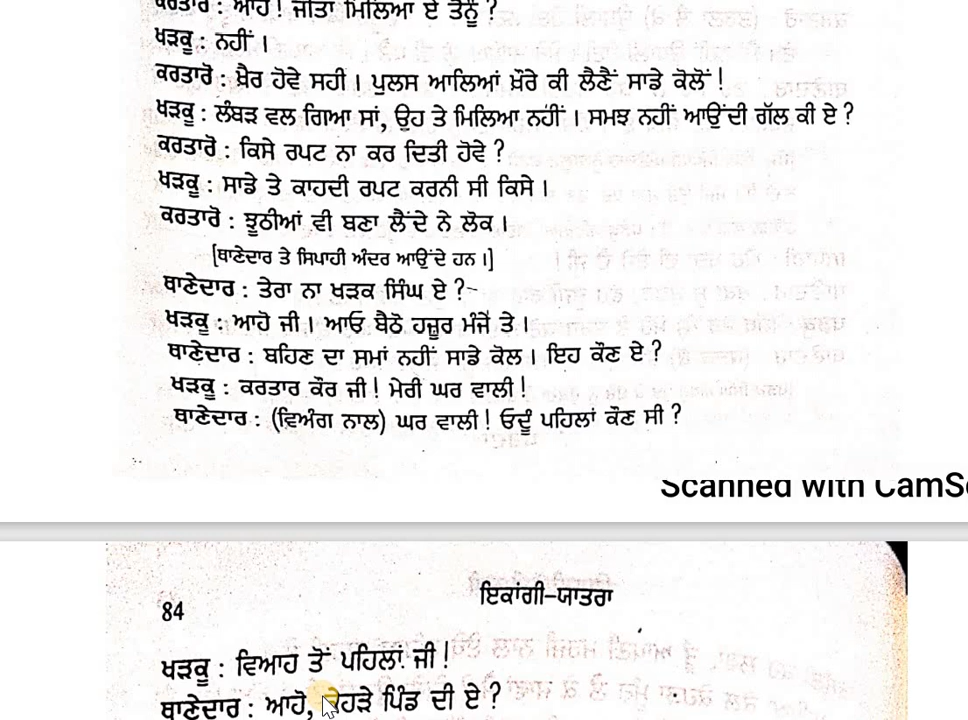 ਕਰਤਾਰੋ : ਆਹੋ ! ਜੀਤਾ ਮਿਲਿਆ ਏ ਤੈਨੂੰ ?
ਖੜਕੂ : ਨਹੀਂ ।
ਕਰਤਾਰੋ : ਖ਼ੈਰ ਹੋਵੇ ਸਹੀ । ਪੁਲਸ ਆਲਿਆਂ ਖ਼ੌਰੇ ਕੀ ਲੈਣੈਂ ਸਾਡੇ ਕੋਲੋਂ !
ਖੜਕੂ : ਲੰਬੜ ਵਲ ਗਿਆ ਸਾਂ, ਉਹ ਤੇ ਮਿਲਿਆ ਨਹੀਂ । ਸਮਝ ਨਹੀਂ ਆਉਂਦੀ ਗੱਲ ਕੀ ਏ ?
ਕਰਤਾਰੋ : ਕਿਸੇ ਰਪਟ ਨਾ ਕਰ ਦਿਤੀ ਹੋਵੇ ?
ਖੜਕੂ : ਸਾਡੇ ਤੇ ਕਾਹਦੀ ਰਪਟ ਕਰਨੀ ਸੀ ਕਿਸੇ ।
ਕਰਤਾਰੋ : ਝੂਠੀਆਂ ਵੀ ਬਣਾ ਲੈਂਦੇ ਨੇ ਲੋਕ ।
[ਥਾਣੇਦਾਰ ਤੇ ਸਿਪਾਹੀ ਅੰਦਰ ਆਉਂਦੇ ਹਨ ।]
ਥਾਣੇਦਾਰ : ਤੇਰਾ ਨਾ ਖੜਕ ਸਿੰਘ ਏ ?
ਖੜਕੂ : ਆਹੋ ਜੀ । ਆਓ ਬੈਠੋ ਹਜ਼ੂਰ ਮੰਜੇਂ ਤੇ ।
ਥਾਣੇਦਾਰ : ਬਹਿਣ ਦਾ ਸਮਾਂ ਨਹੀਂ ਸਾਡੇ ਕੋਲ । ਇਹ ਕੌਣ ਏ ?
ਖੜਕੂ : ਕਰਤਾਰ ਕੌਰ ਜੀ ! ਮੇਰੀ ਘਰ ਵਾਲੀ !
ਥਾਣੇਦਾਰ : (ਵਿਅੰਗ ਨਾਲ) ਘਰ ਵਾਲੀ ! ਓਦੂੰ ਪਹਿਲਾਂ ਕੌਣ ਸੀ ?
Scanned with CamSc
84
ਇਕਾਂਗੀ-ਯਾਤਰਾ
ਖੜਕੂ : ਵਿਆਹ ਤੋਂ ਪਹਿਲਾਂ ਜੀ !
ਥਾਣੇਦਾਰ : ਆਹੋ, ਕੇਹੜੇ ਪਿੰਡ ਦੀ ਏ ?